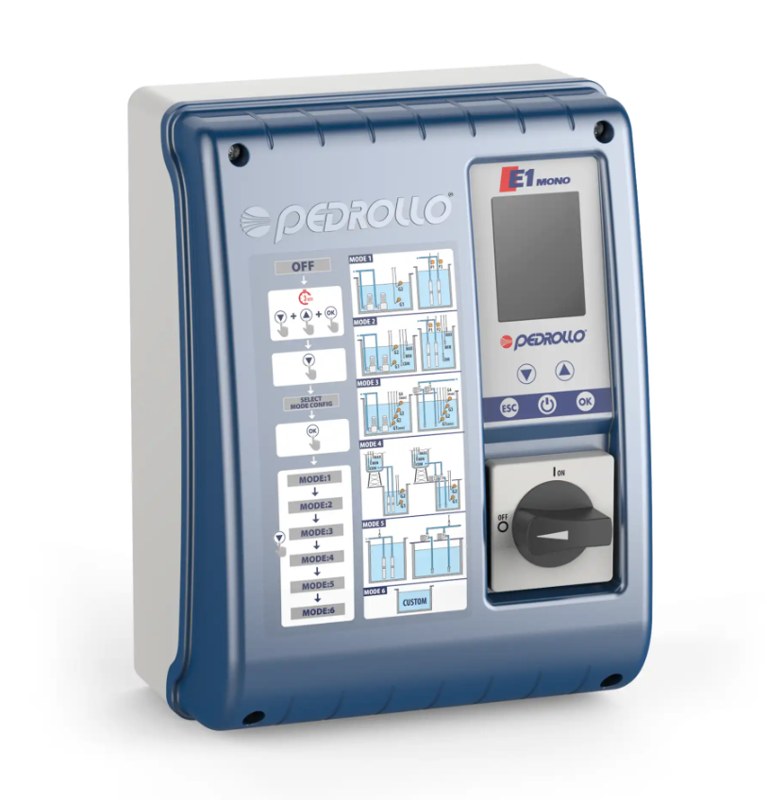 E1 MONO
PEDROLLO
OFF
+ + OK
SELECT
MODE CONFIG
OK
MODE:1
MODE:2
MODE:3
MODE:4
MODE:5
MODE:6
MODE 1
MODE 2
MODE 3
MODE 4
MODE 5
MODE 6
CUSTOM
PEDROLLO
ESC
OK
I ON
OFF
O